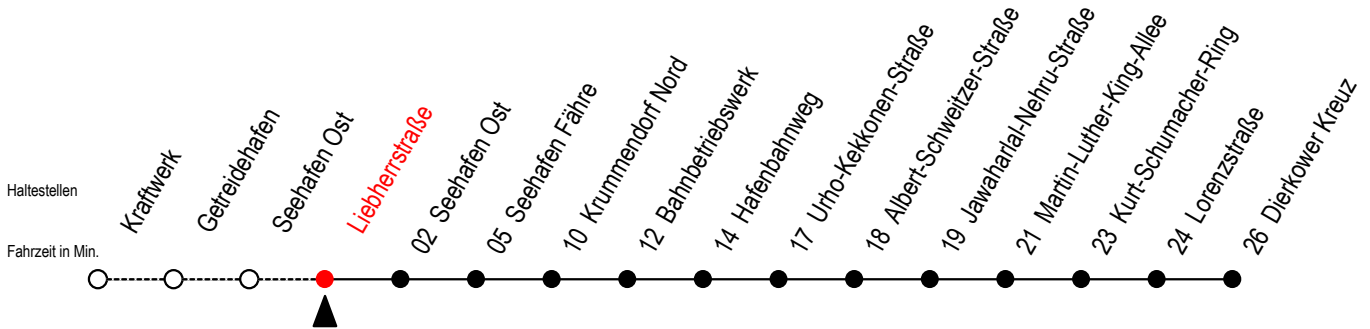 Haltestellen
Fahrzeit in Min.
Kraftwerk
Getreidehafen
Seehafen Ost
Liebherrstraße
02 Seehafen Ost
05 Seehafen Fähre
10 Krummendorf Nord
12 Bahnbetriebswerk
14 Hafenbahnweg
17 Urho-Kekkonen-Straße
18 Albert-Schweitzer-Straße
19 Jawaharlal-Nehru-Straße
21 Martin-Luther-King-Allee
23 Kurt-Schumacher-Ring
24 Lorenzstraße
26 Dierkower Kreuz